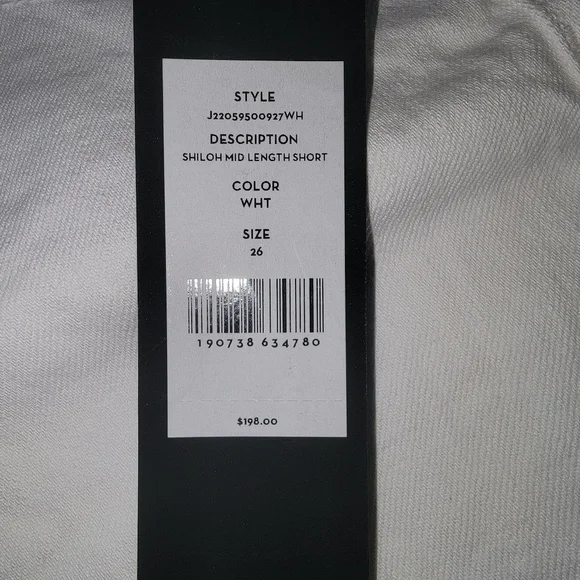 STYLE
J22059500927WH
DESCRIPTION
SHILOH MID LENGTH SHORT
COLOR
WHT
SIZE
26
190738 634780
$198.00